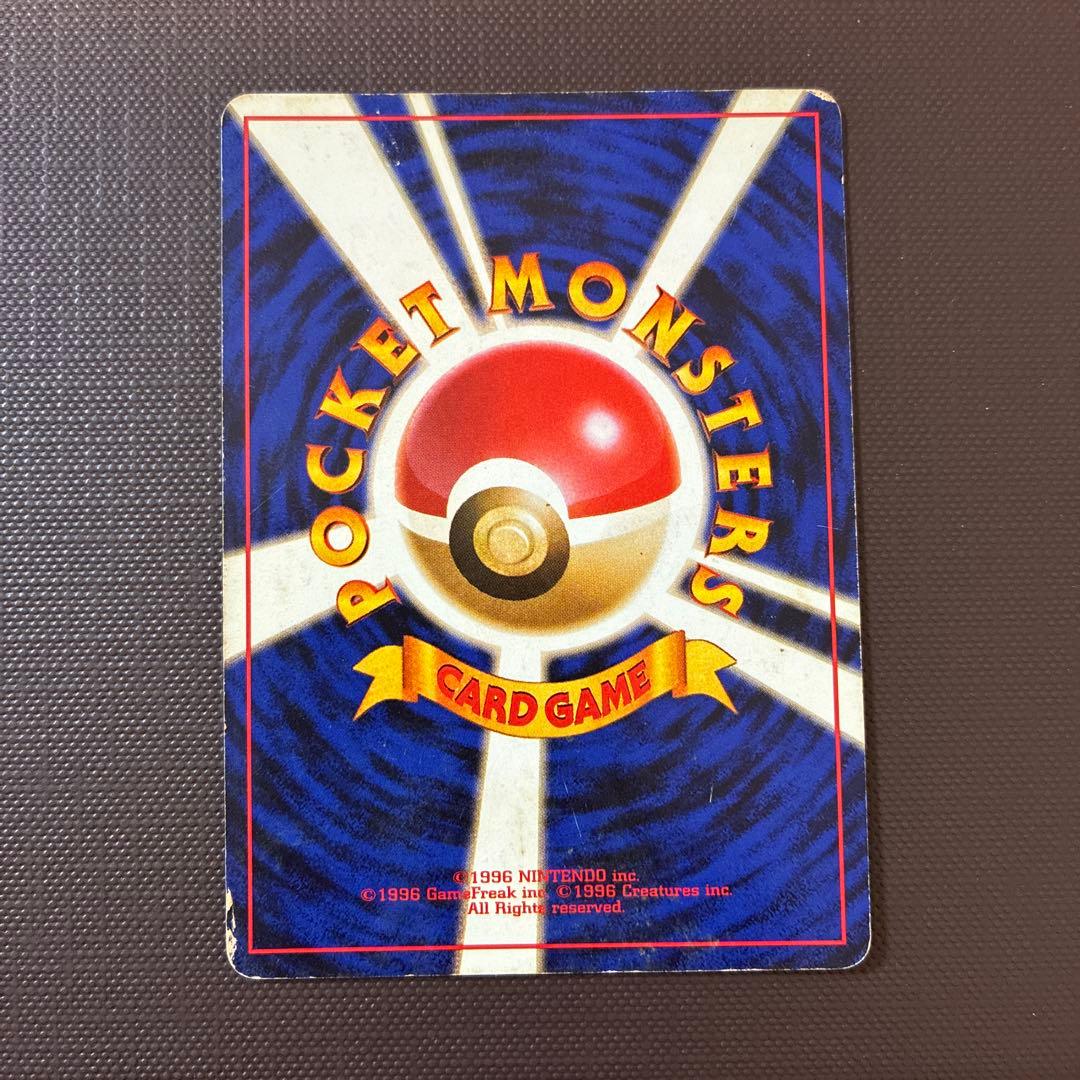 POCKET MONSTERS
CARD GAME
©1996 NINTENDO inc.
©1996 GameFreak inc. ©1996 Creatures inc.
All Rights reserved.